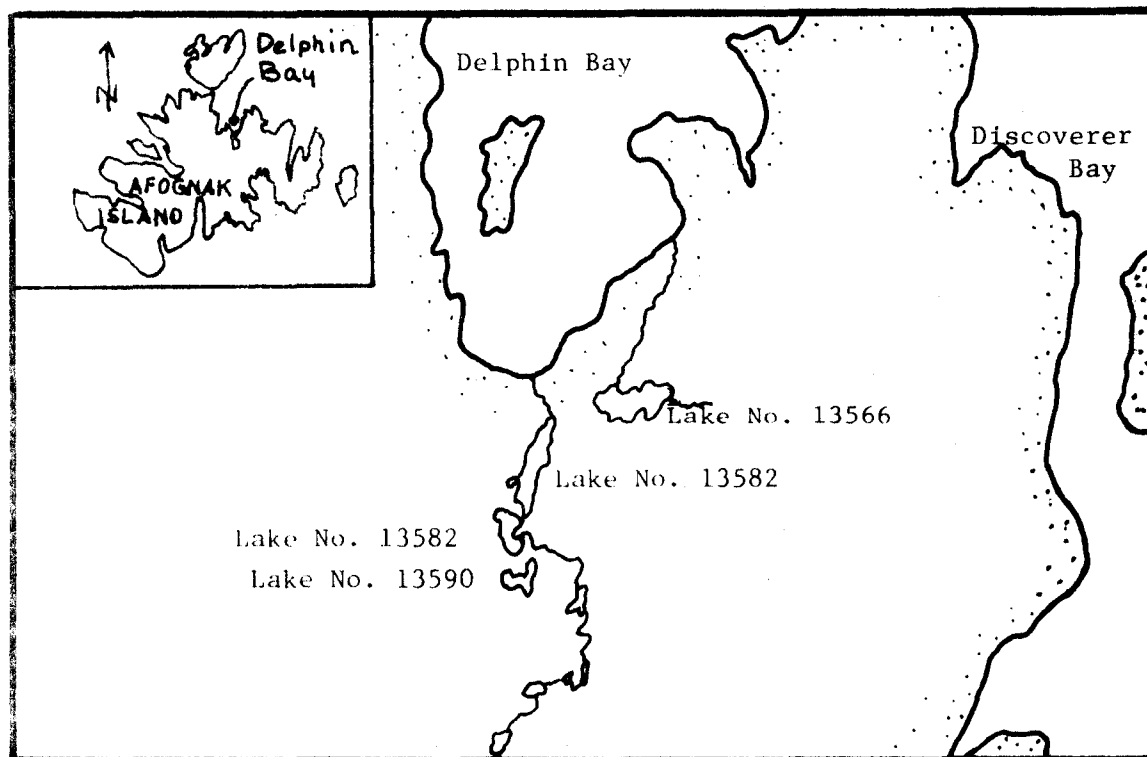 Delphin
Bay
N
AFOGNAK
ISLAND
Delphin Bay
Discoverer
Bay
Lake No. 13566
Lake No. 13582
Lake No. 13582
Lake No. 13590